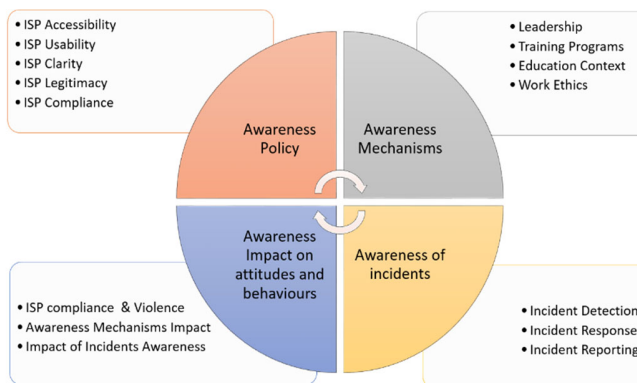 • ISP Accessibility
• ISP Usability
• ISP Clarity
• ISP Legitimacy
• ISP Compliance
• Leadership
• Training Programs
• Education Context
• Work Ethics
Awareness
Policy
Awareness
Mechanisms
Awareness
Impact on
attitudes and
behaviours
Awareness of
incidents
• ISP compliance & Violence
• Awareness Mechanisms Impact
• Impact of Incidents Awareness
• Incident Detection
• Incident Response
• Incident Reporting